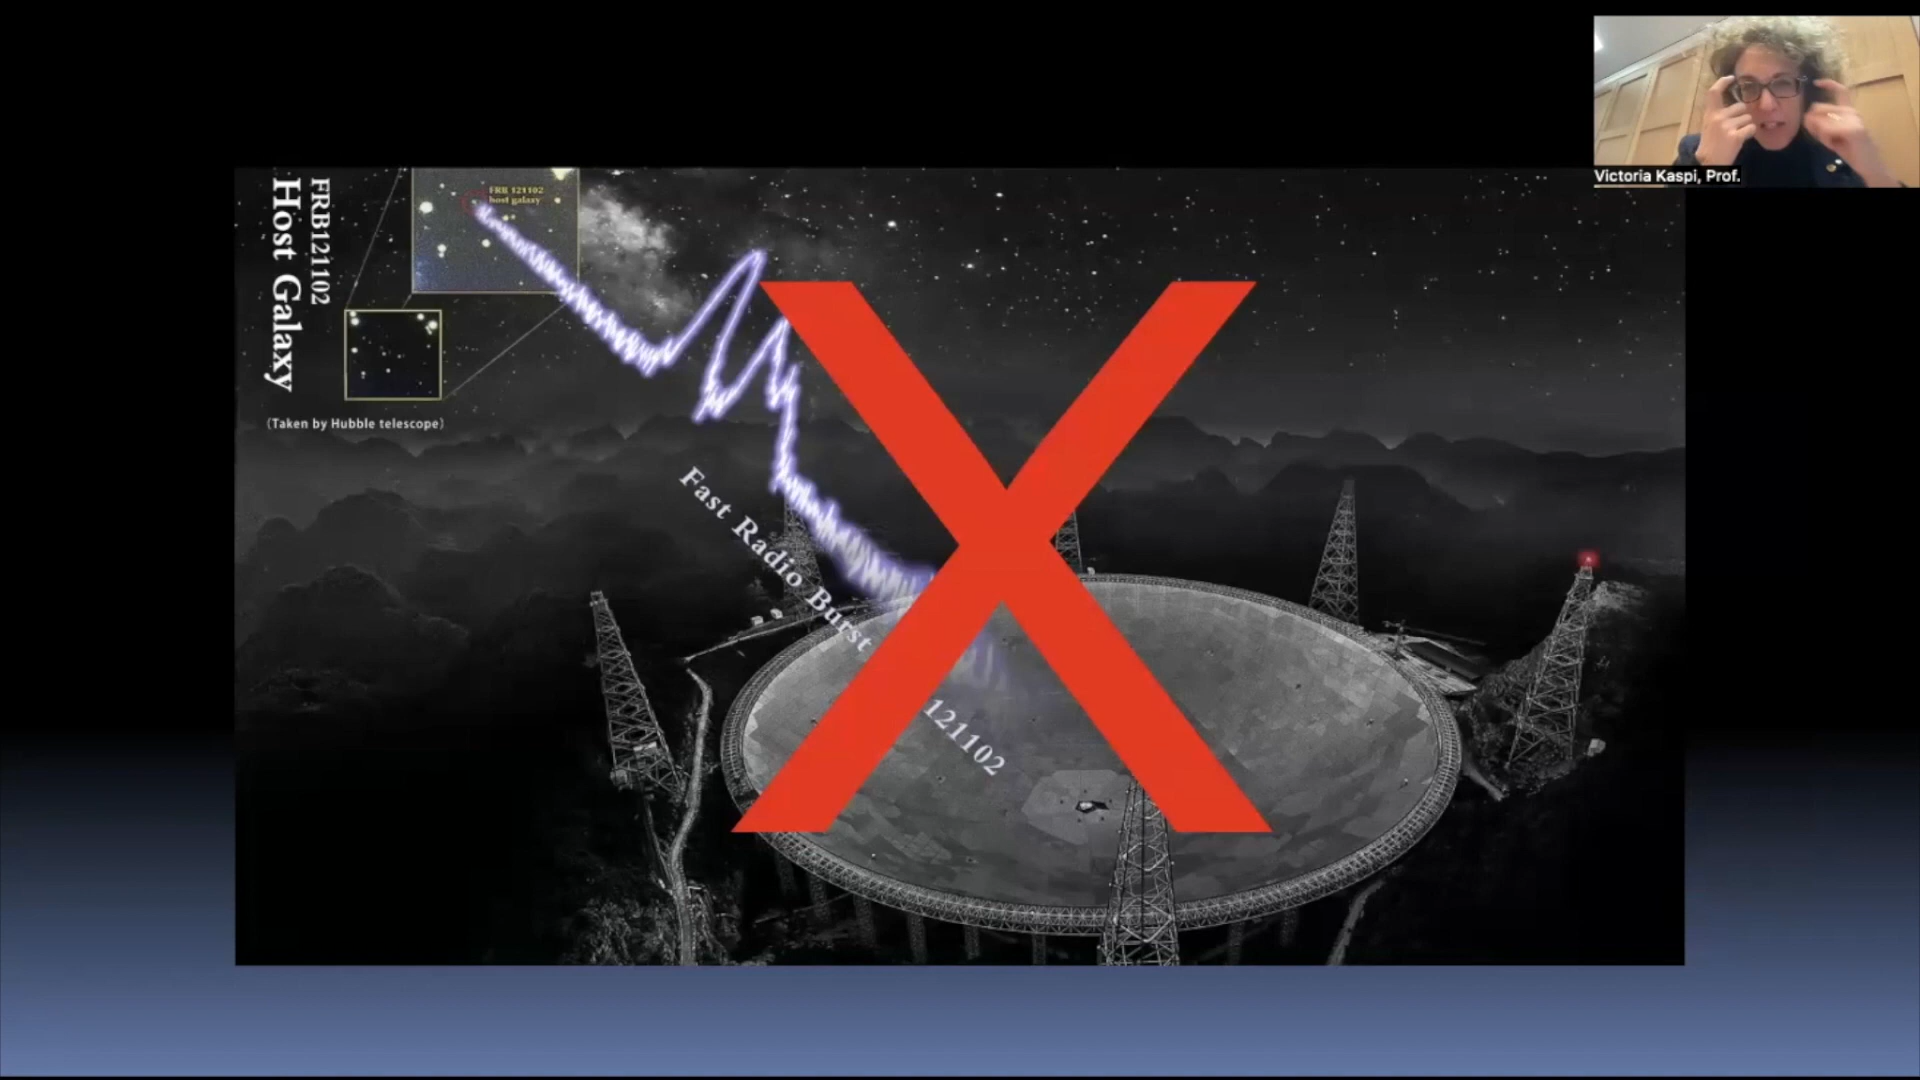 FRB121102
Host Galaxy
(Taken by Hubble telescope)
FRB 121102
host galaxy
Fast Radio Burst
121102
Victoria Kaspi, Prof.